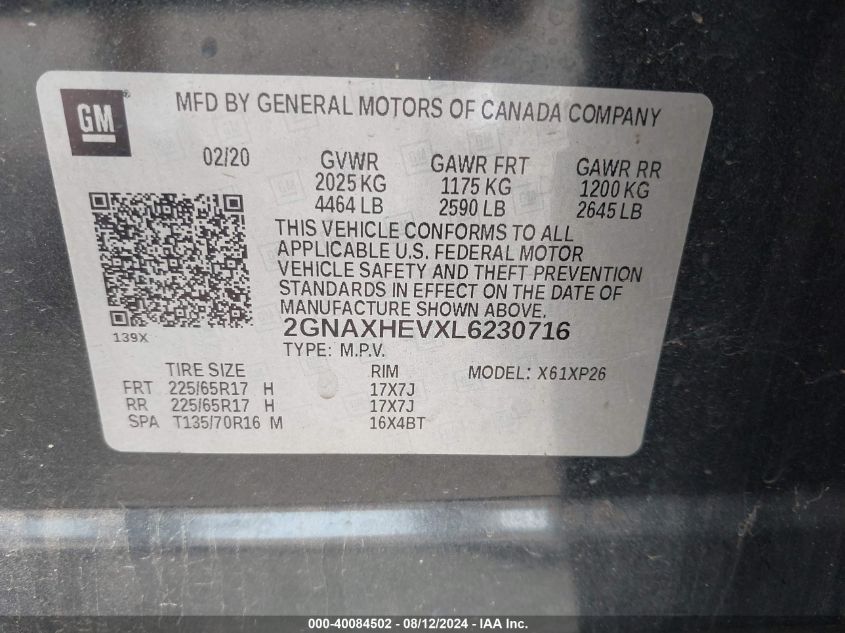 GM
MFD BY GENERAL MOTORS OF CANADA COMPANY
02/20 GVWR GAWR FRT GAWR RR
2025 KG 1175 KG 1200 KG
4464 LB 2590 LB 2645 LB
THIS VEHICLE CONFORMS TO ALL
APPLICABLE U.S. FEDERAL MOTOR
VEHICLE SAFETY AND THEFT PREVENTION
STANDARDS IN EFFECT ON THE DATE OF
MANUFACTURE SHOWN ABOVE.
139X 2GNAXHEVXL6230716
TYPE: M.P.V.
TIRE SIZE RIM MODEL: X61XP26
FRT 225/65R17 H 17X7J
RR 225/65R17 H 17X7J
SPA T135/70R16 M 16X4BT
000-40084502 - 08/12/2024 - IAA Inc.